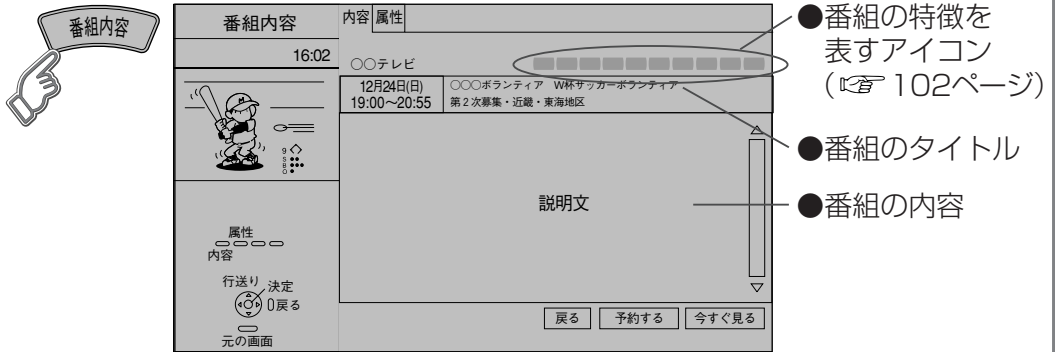 番組内容
番組内容
16:02
内容 属性
○○テレビ
12月24日(日)
19:00〜20:55
○○○ボランティア　W杯サッカーボランティア
第2次募集・近畿・東海地区
説明文
9
S
B
O
属性
内容
行送り
決定
戻る
元の画面
戻る
予約する
今すぐ見る
●番組の特徴を
表すアイコン
(☞ 102ページ)
●番組のタイトル
●番組の内容